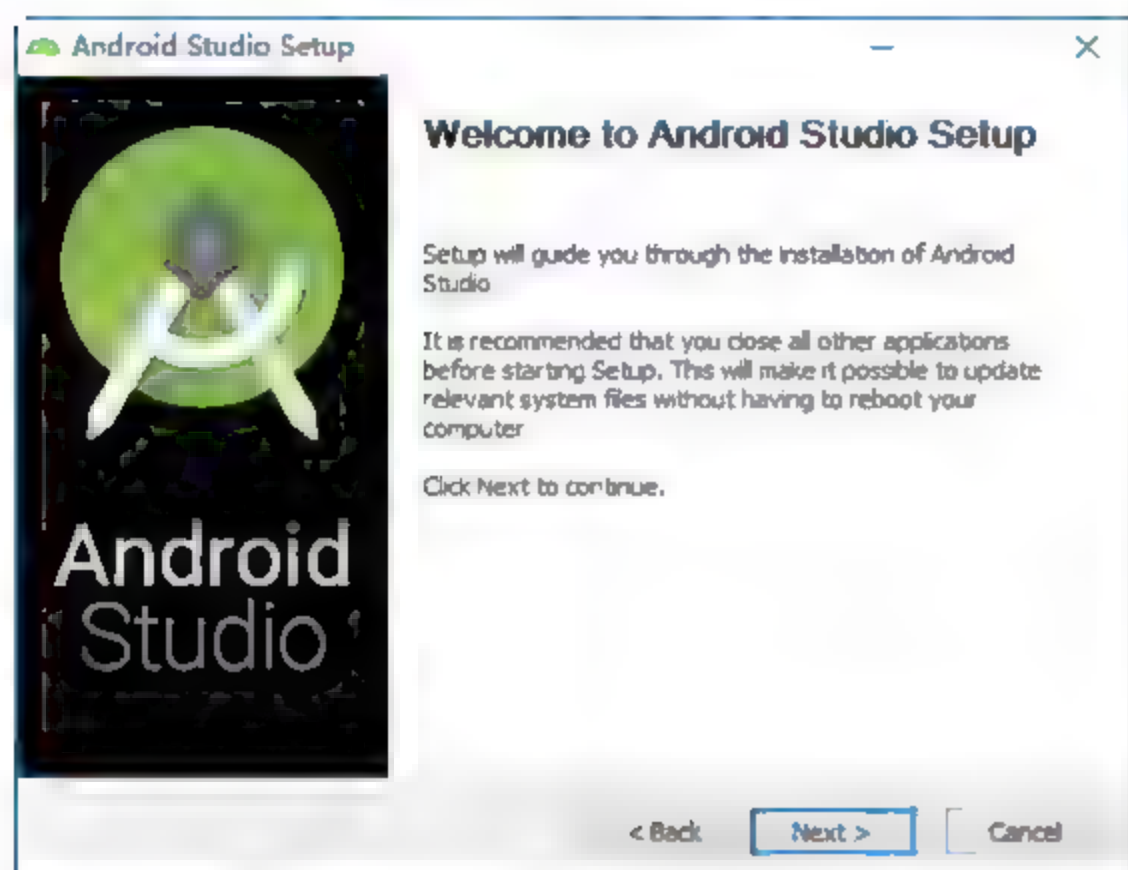 Android Studio Setup
Welcome to Android Studio Setup
Setup will guide you through the installation of Android
Studio
It is recommended that you close all other applications
before starting Setup. This will make it possible to update
relevant system files without having to reboot your
computer
Click Next to continue.
Android
Studio
< Back
Next >
Cancel